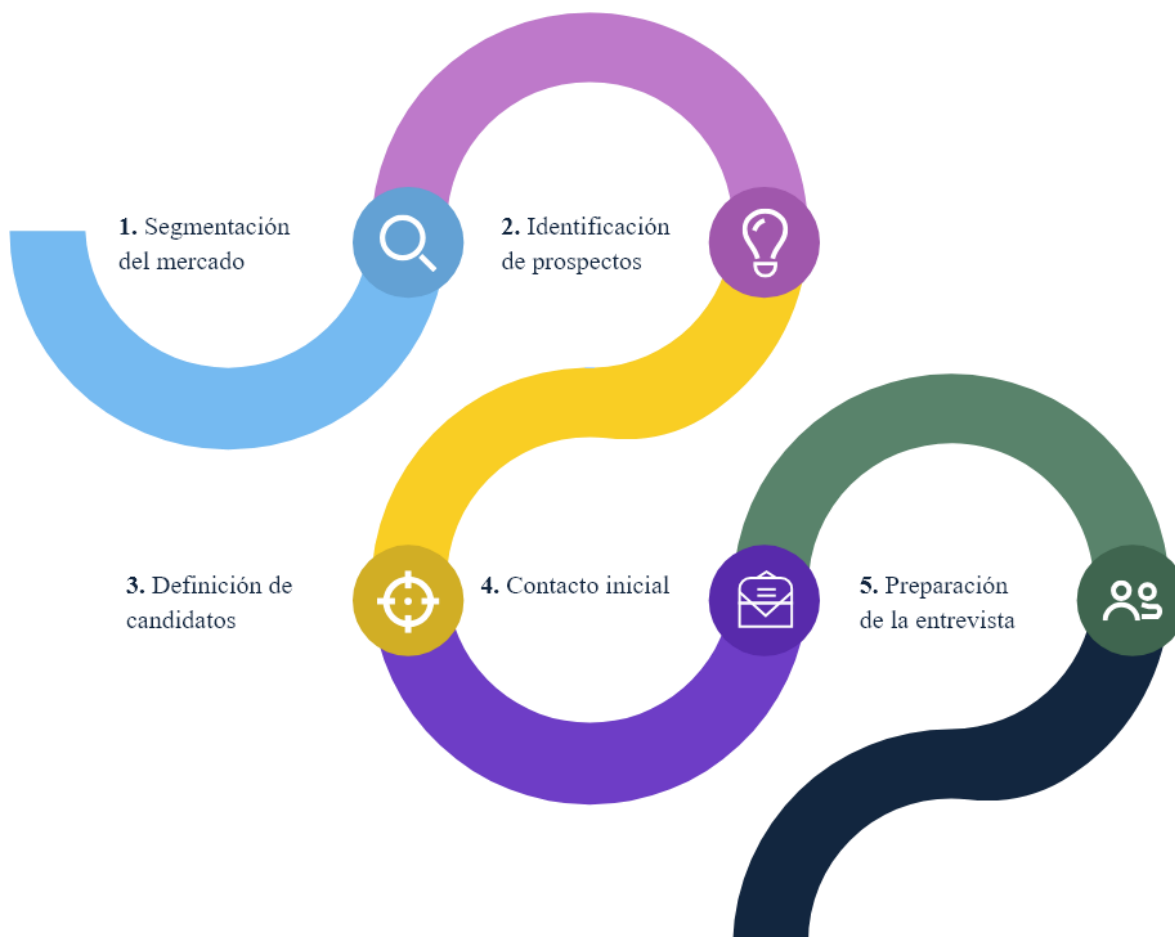 1. Segmentación
del mercado
2. Identificación
de prospectos
3. Definición de
candidatos
4. Contacto inicial
5. Preparación
de la entrevista